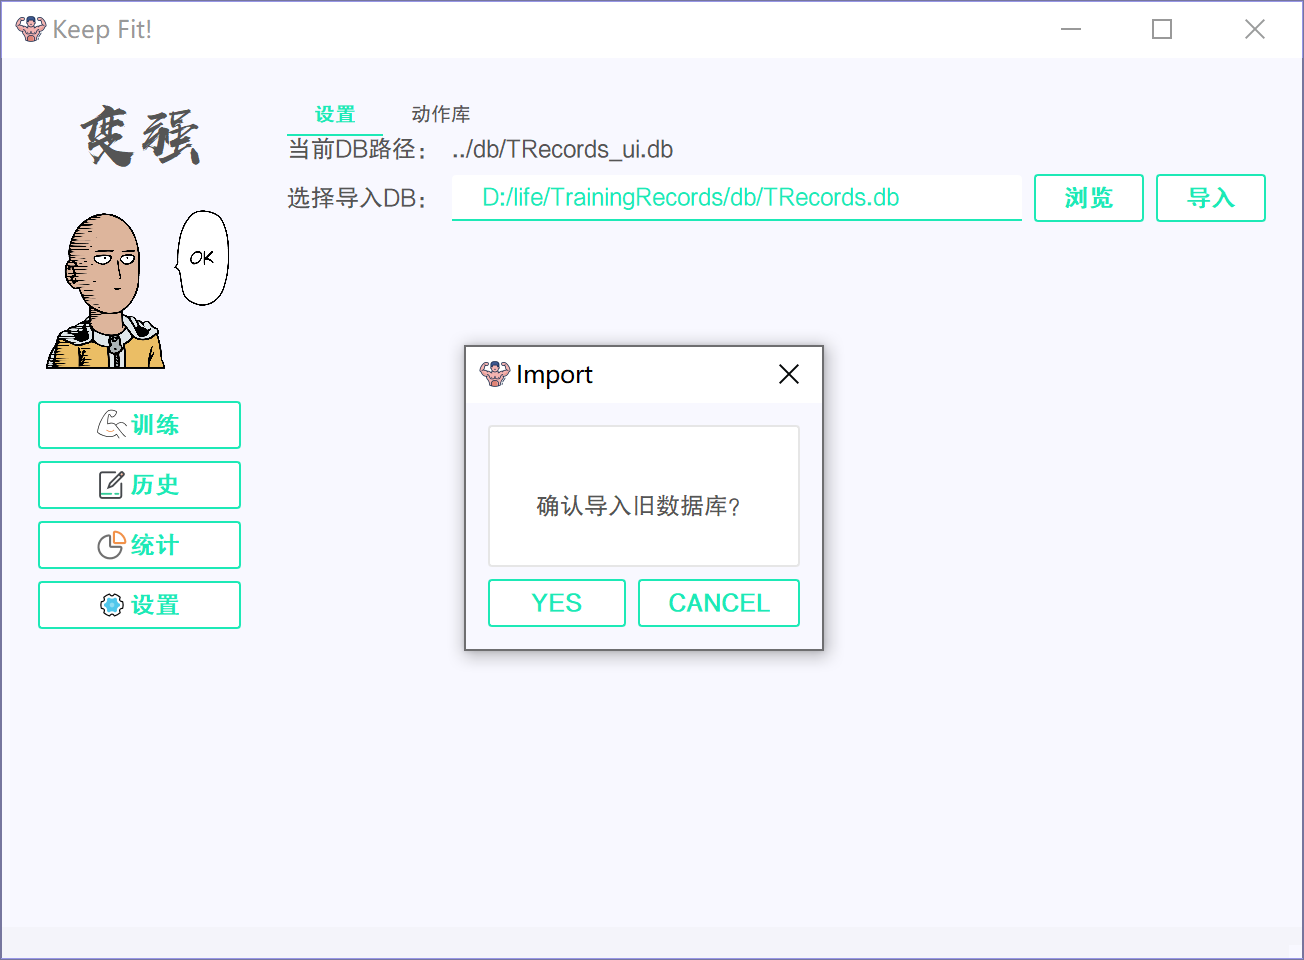 Keep Fit!
变强
OK
训练
历史
统计
设置
设置 动作库
当前DB路径： ../db/TRecords_ui.db
选择导入DB： D:/life/TrainingRecords/db/TRecords.db 浏览 导入
Import
确认导入旧数据库?
YES CANCEL